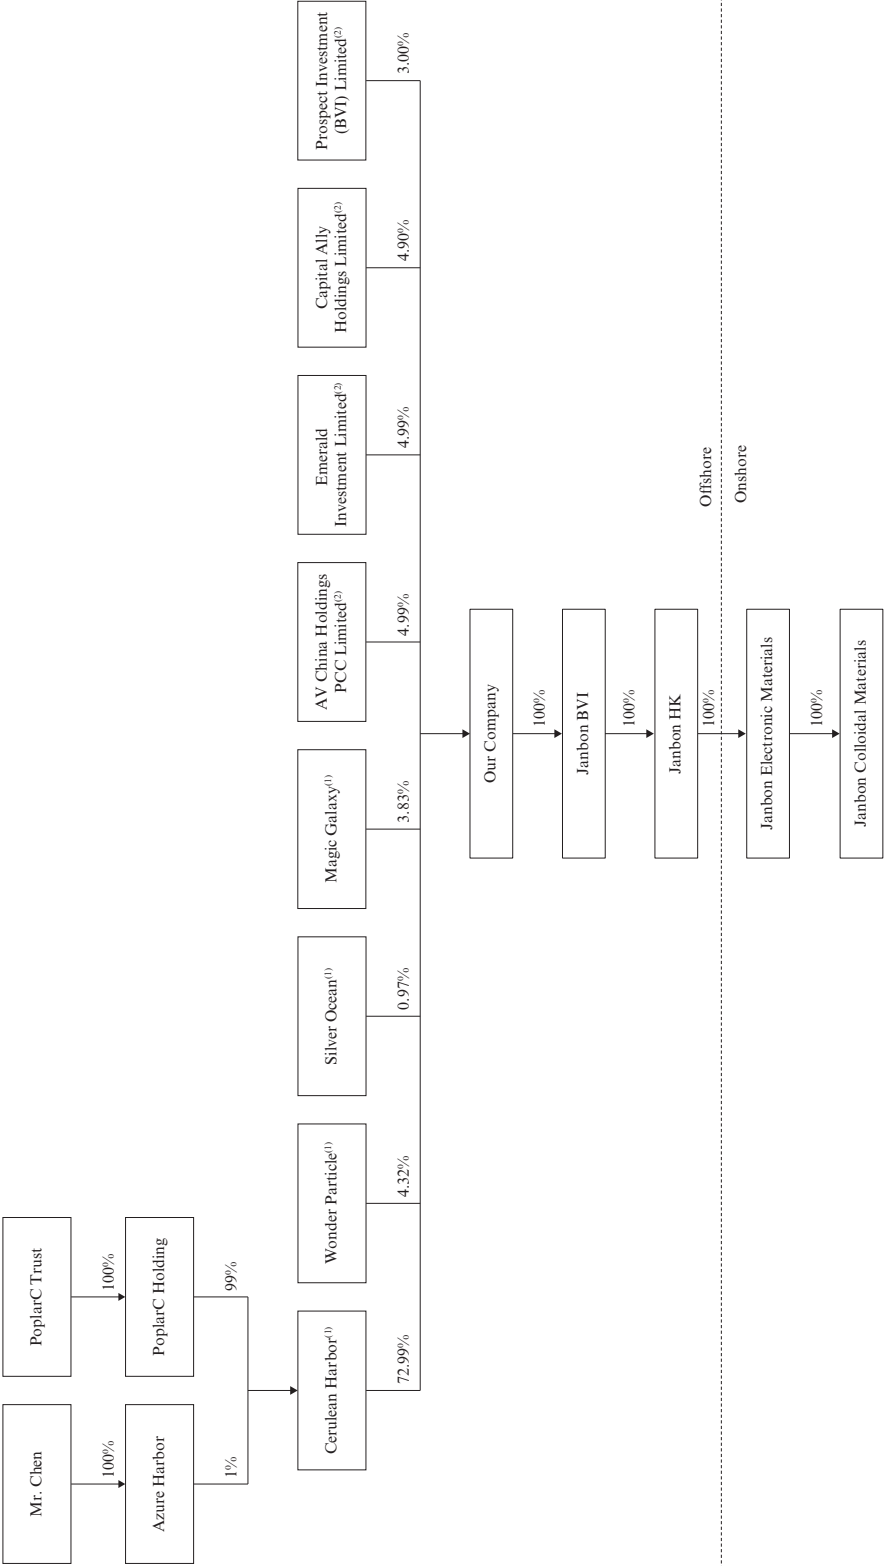 Mr. Chen
PoplarC Trust
100%
100%
Azure Harbor
PoplarC Holding
1%
99%
Cerulean Harbor(1)
Wonder Particle(1)
Silver Ocean(1)
Magic Galaxy(1)
AV China Holdings
PCC Limited(2)
Emerald
Investment Limited(2)
Capital Ally
Holdings Limited(2)
Prospect Investment
(BVI) Limited(2)
72.99%
4.32%
0.97%
3.83%
4.99%
4.99%
4.90%
3.00%
Our Company
100%
Janbon BVI
100%
Janbon HK
100%
Offshore
Onshore
Janbon Electronic Materials
100%
Janbon Colloidal Materials